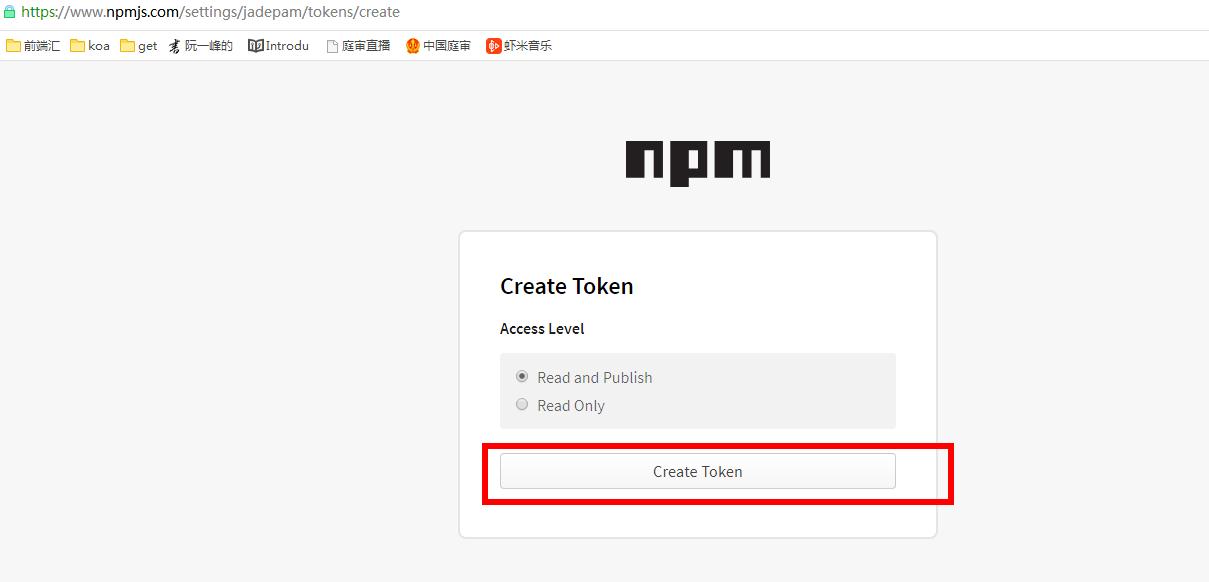 https://www.npmjs.com/settings/jadepam/tokens/create
前端汇 koa get 阮一峰的 Introdu 庭审直播 中国庭审 虾米音乐
npm
Create Token
Access Level
Read and Publish
Read Only
Create Token